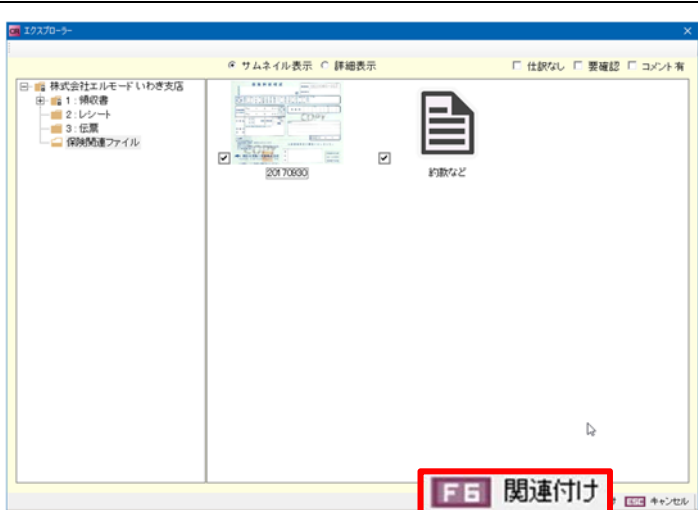 エクスプローラー
サムネイル表示 詳細表示 仕訳なし 要確認 コメント有
株式会社エルモード いわき支店
1:領収書
2:レシート
3:伝票
保険関連ファイル
20170930
約款など
F6 関連付け ESC キャンセル